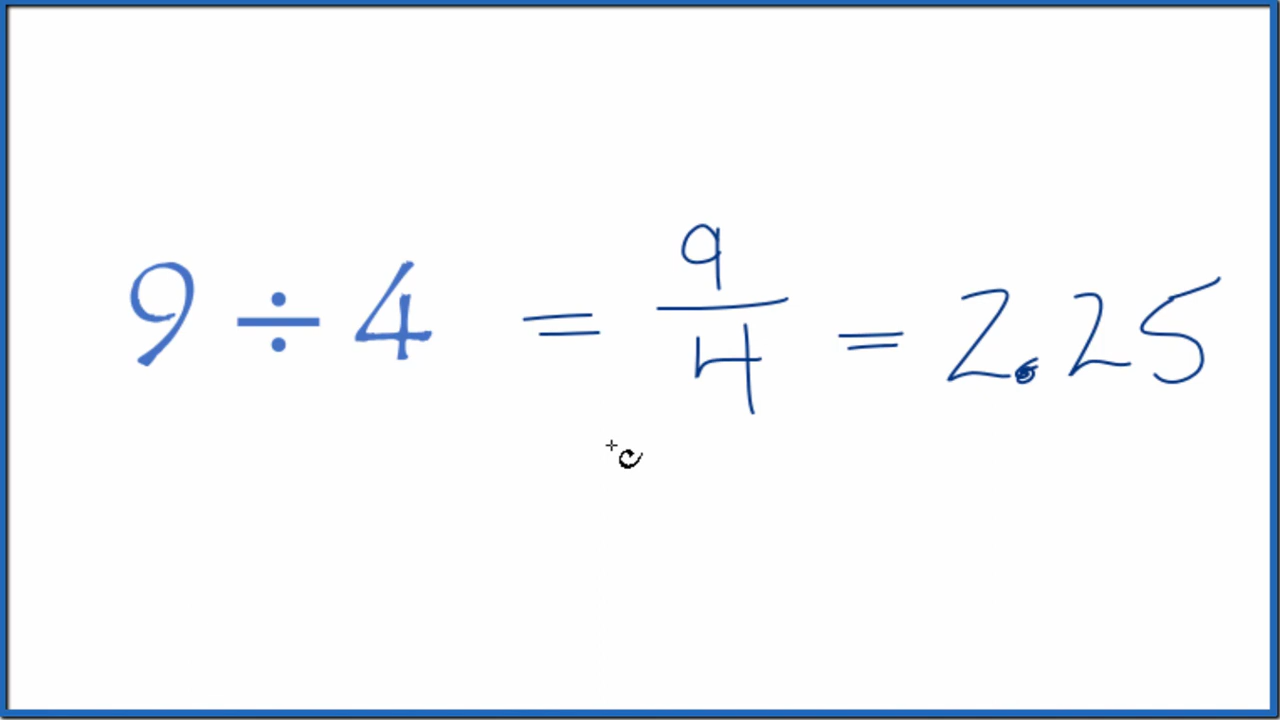 9 ÷ 4 = 9/4 = 2.25